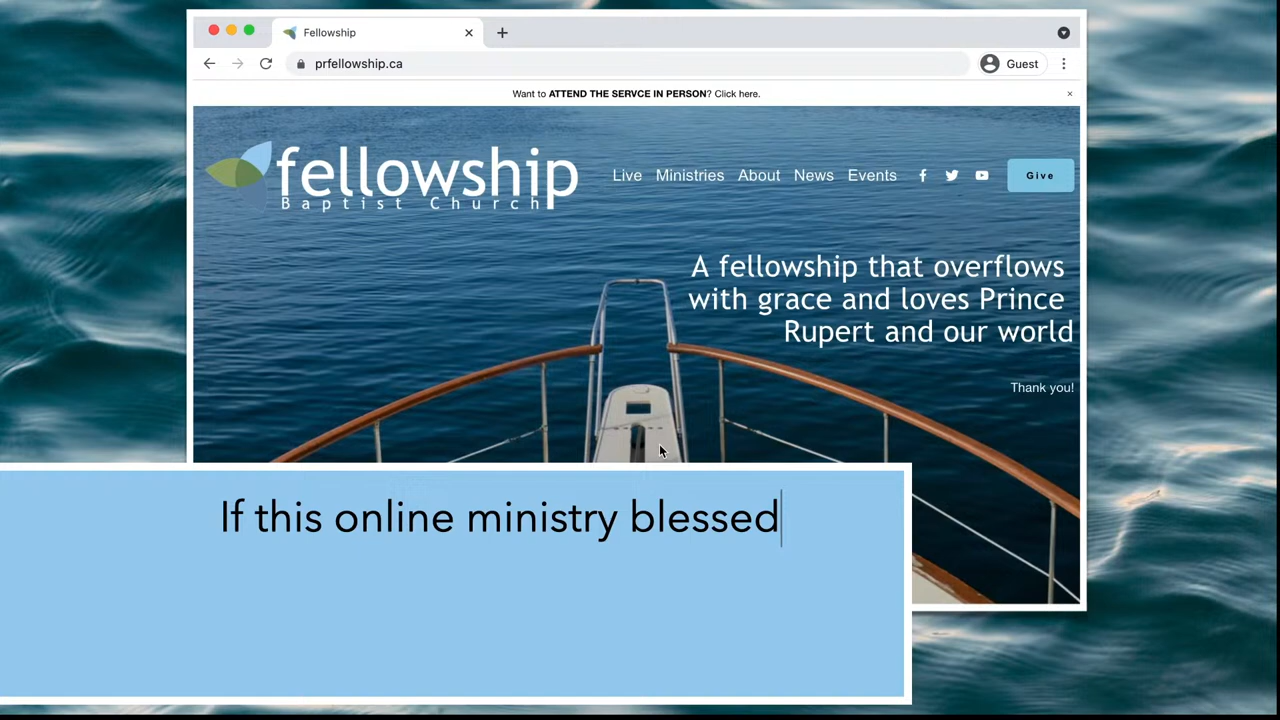 Fellowship
prfellowship.ca
Guest
Want to ATTEND THE SERVCE IN PERSON? Click here.
fellowship
Baptist Church
Live Ministries About News Events
Give
A fellowship that overflows
with grace and loves Prince
Rupert and our world
Thank you!
If this online ministry blessed